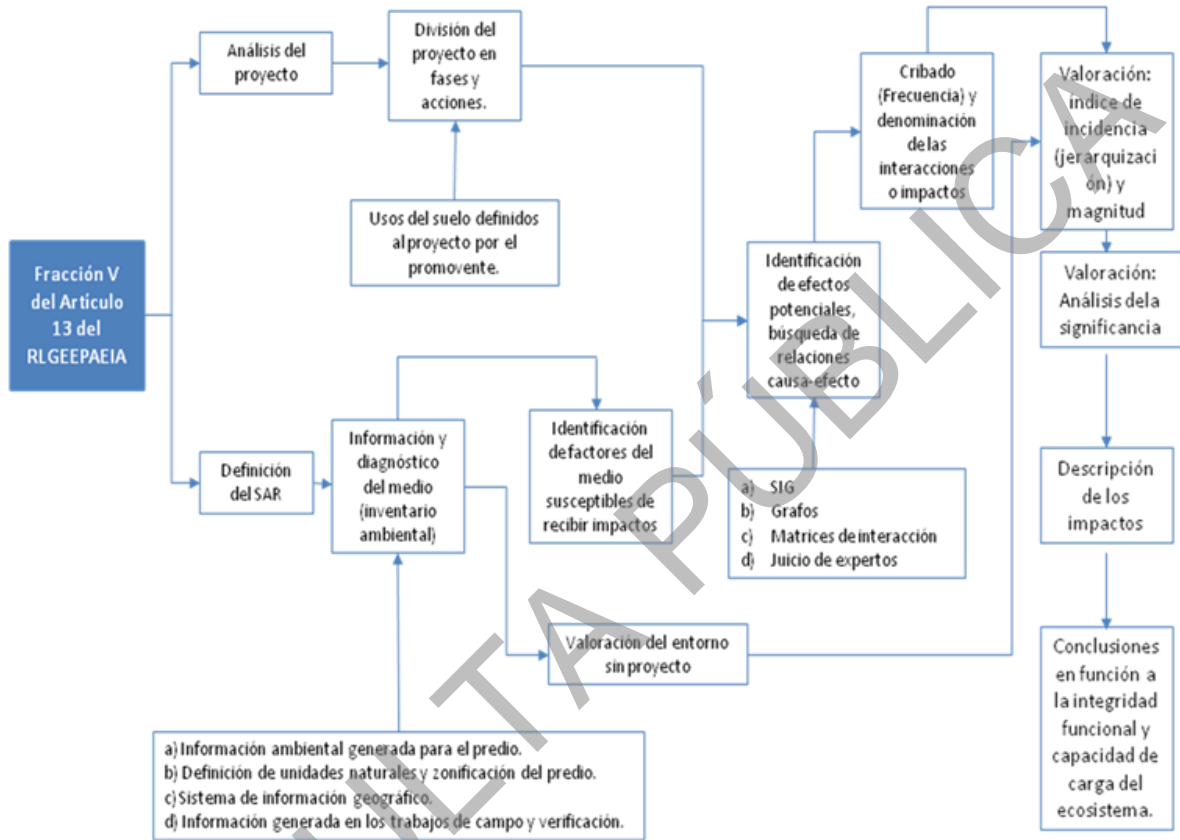 Análisis del
proyecto
División del
proyecto en
fases y
acciones.
Usos del suelo definidos
al proyecto por el
promovente.
Fracción V
del Artículo
13 del
RLGEEPAEIA
Definición
del SAR
Información y
diagnóstico
del medio
(inventario
ambiental)
Identificación
de factores del
medio
susceptibles de
recibir impactos
a) Información ambiental generada para el predio.
b) Definición de unidades naturales y zonificación del predio.
c) Sistema de información geográfico.
d) Información generada en los trabajos de campo y verificación.
Valoración del entorno
sin proyecto
Identificación
de efectos
potenciales,
búsqueda de
relaciones
causa-efecto
a) SIG
b) Grafos
c) Matrices de interacción
d) Juicio de expertos
Cribado
(Frecuencia) y
denominación
de las
interacciones
o impactos
Valoración:
índice de
incidencia
(jerarquizaci
ón) y
magnitud
Valoración:
Análisis dela
significancia
Descripción
de los
impactos
Conclusiones
en función a
la integridad
funcional y
capacidad de
carga del
ecosistema.
ULTA PÚBLICA